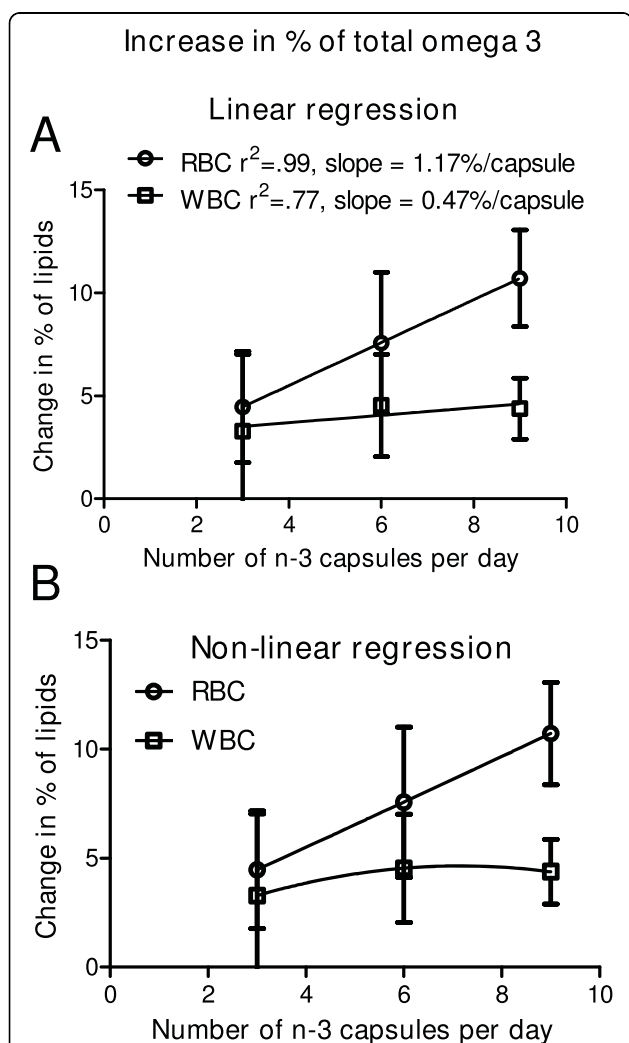 Increase in % of total omega 3
Linear regression
A
RBC r²=.99, slope = 1.17%/capsule
WBC r²=.77, slope = 0.47%/capsule
Change in % of lipids
15
10
5
0
0 2 4 6 8 10
Number of n-3 capsules per day
B
Non-linear regression
RBC
WBC
Change in % of lipids
15
10
5
0
0 2 4 6 8 10
Number of n-3 capsules per day